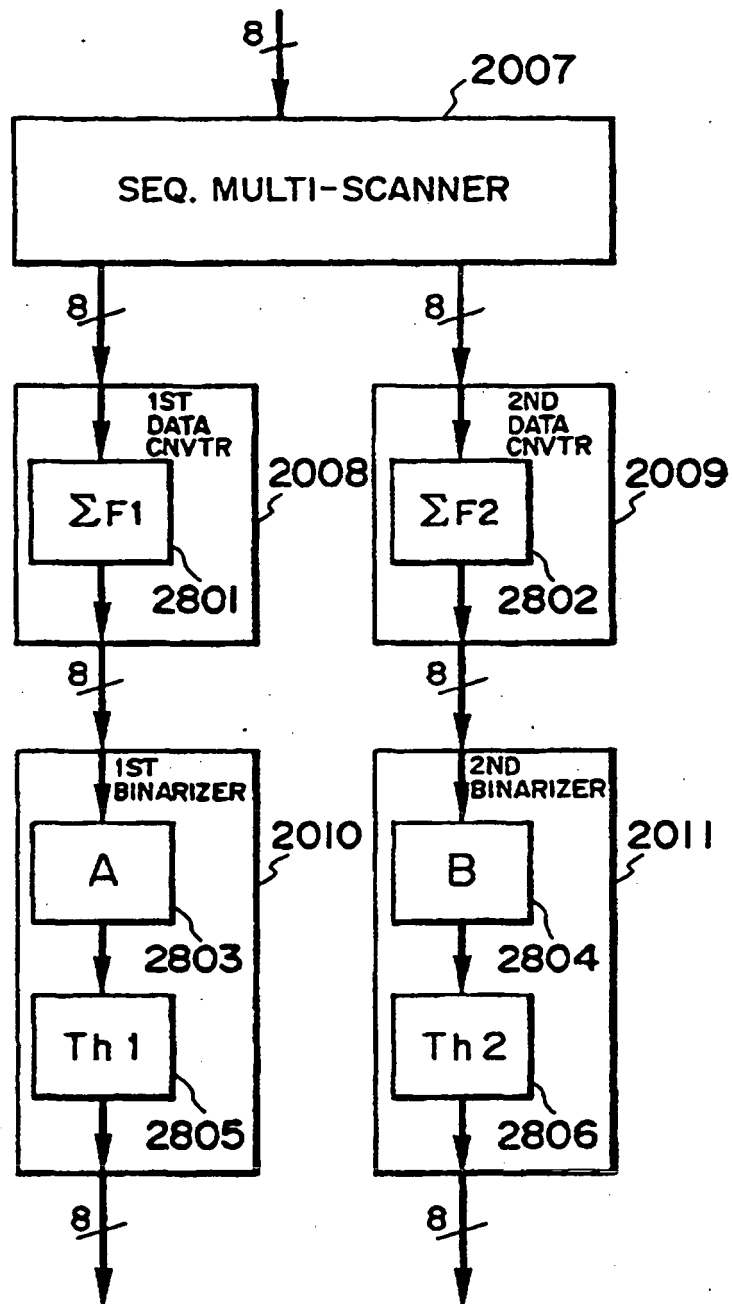 8
2007
SEQ. MULTI-SCANNER
8
8
1ST
DATA
CNVTR
ΣF1
2801
2008
2ND
DATA
CNVTR
ΣF2
2802
2009
8
8
1ST
BINARIZER
A
2803
Th 1
2805
2010
2ND
BINARIZER
B
2804
Th 2
2806
2011
8
8